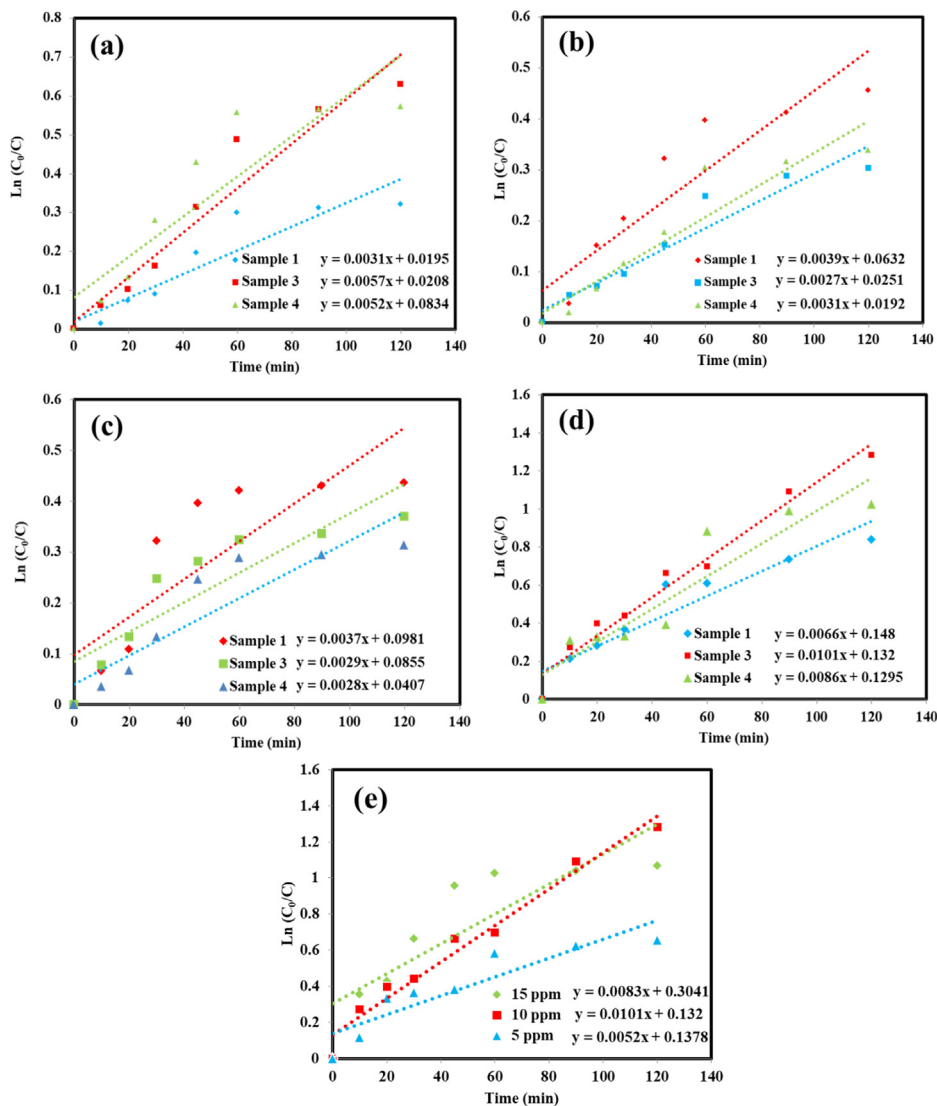 (a)
Ln (C0/C)
0.8
0.7
0.6
0.5
0.4
0.3
0.2
0.1
0
Sample 1 y = 0.0031x + 0.0195
Sample 3 y = 0.0057x + 0.0208
Sample 4 y = 0.0052x + 0.0834
0 20 40 60 80 100 120 140
Time (min)
(b)
Ln (C0/C)
0.6
0.5
0.4
0.3
0.2
0.1
0
Sample 1 y = 0.0039x + 0.0632
Sample 3 y = 0.0027x + 0.0251
Sample 4 y = 0.0031x + 0.0192
0 20 40 60 80 100 120 140
Time (min)
(c)
Ln (C0/C)
0.6
0.5
0.4
0.3
0.2
0.1
0
Sample 1 y = 0.0037x + 0.0981
Sample 3 y = 0.0029x + 0.0855
Sample 4 y = 0.0028x + 0.0407
0 20 40 60 80 100 120 140
Time (min)
(d)
Ln (C0/C)
1.6
1.4
1.2
1
0.8
0.6
0.4
0.2
0
Sample 1 y = 0.0066x + 0.148
Sample 3 y = 0.0101x + 0.132
Sample 4 y = 0.0086x + 0.1295
0 20 40 60 80 100 120 140
Time (min)
(e)
Ln (C0/C)
1.6
1.4
1.2
1
0.8
0.6
0.4
0.2
0
15 ppm y = 0.0083x + 0.3041
10 ppm y = 0.0101x + 0.132
5 ppm y = 0.0052x + 0.1378
0 20 40 60 80 100 120 140
Time (min)